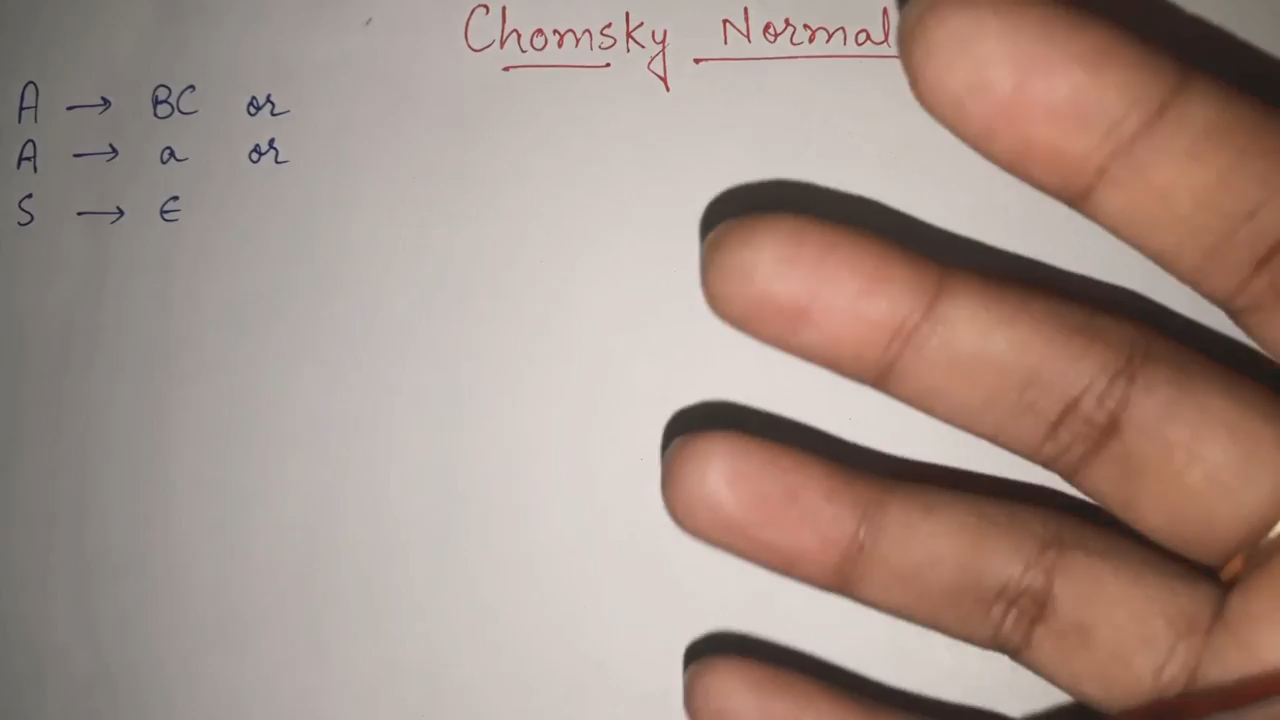 Chomsky Normal
A → BC or
A → a or
S → ϵ